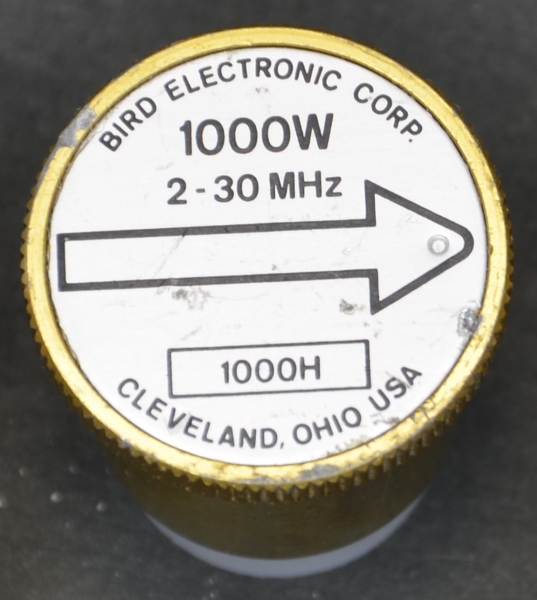 BIRD ELECTRONIC CORP.
1000W
2-30 MHz
1000H
CLEVELAND, OHIO USA